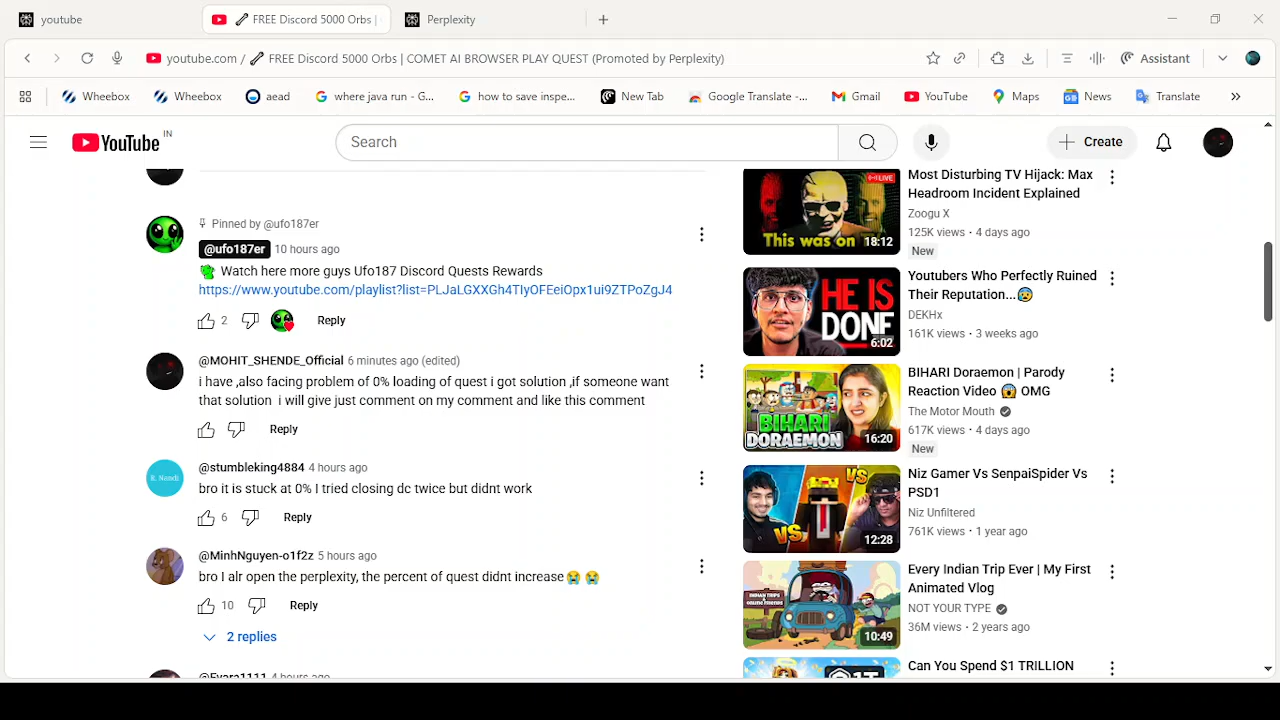 youtube
FREE Discord 5000 Orbs |
Perplexity
youtube.com / FREE Discord 5000 Orbs | COMET AI BROWSER PLAY QUEST (Promoted by Perplexity)
Assistant
Wheebox
Wheebox
aead
where java run - G...
how to save inspe...
New Tab
Google Translate -...
Gmail
YouTube
Maps
News
Translate
YouTube IN
Search
Create
Pinned by @ufo187er
@ufo187er 10 hours ago
Watch here more guys Ufo187 Discord Quests Rewards
https://www.youtube.com/playlist?list=PLJaLGXXGh4TIyOFEeiOpx1ui9ZTPoZgJ4
2 Reply
@MOHIT_SHENDE_Official 6 minutes ago (edited)
i have ,also facing problem of 0% loading of quest i got solution ,if someone want
that solution i will give just comment on my comment and like this comment
Reply
@stumbleking4884 4 hours ago
R. Nandi
bro it is stuck at 0% I tried closing dc twice but didnt work
6 Reply
@MinhNguyen-o1f2z 5 hours ago
bro I alr open the perplexity, the percent of quest didnt increase😭😭
10 Reply
2 replies
@Evara1111 4 hours ago
LIVE
This was on
18:12
Most Disturbing TV Hijack: Max
Headroom Incident Explained
Zoogu X
125K views • 4 days ago
New
HE IS
DONE
6:02
Youtubers Who Perfectly Ruined
Their Reputation...😰
DEKHx
161K views • 3 weeks ago
BIHARI
DORAEMON
16:20
BIHARI Doraemon | Parody
Reaction Video 😱 OMG
The Motor Mouth
617K views • 4 days ago
New
VS
VS
12:28
Niz Gamer Vs SenpaiSpider Vs
PSD1
Niz Unfiltered
761K views • 1 year ago
10:49
Every Indian Trip Ever | My First
Animated Vlog
NOT YOUR TYPE
36M views • 2 years ago
Can You Spend $1 TRILLION